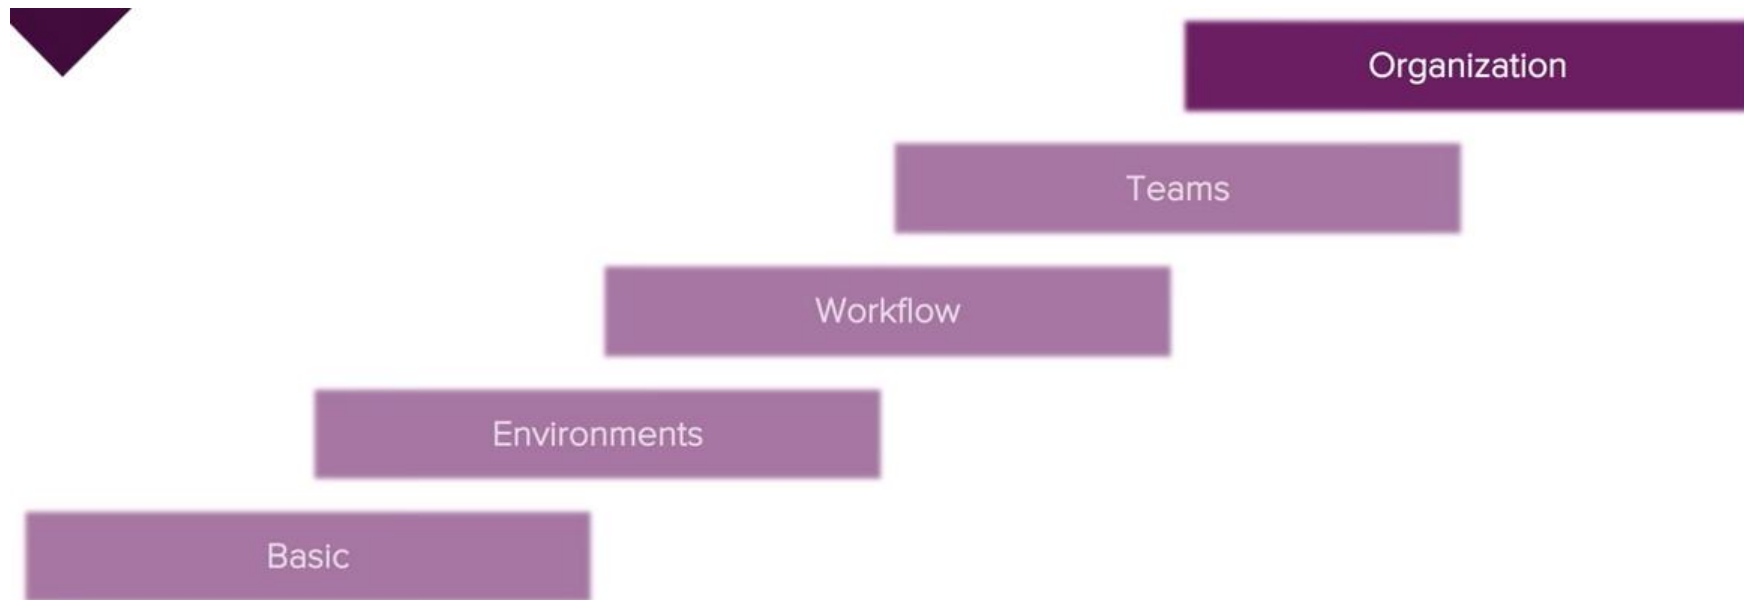 Organization
Teams
Workflow
Environments
Basic